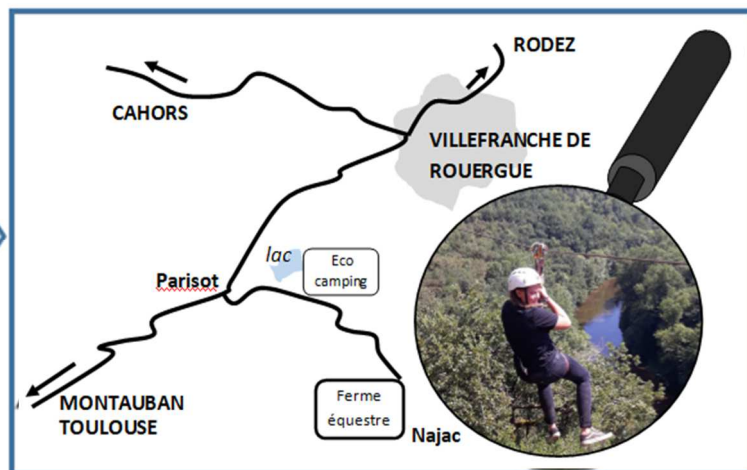 RODEZ
CAHORS
VILLEFRANCHE DE
ROUERGUE
lac
Eco
camping
Parisot
MONTAUBAN
TOULOUSE
Ferme
équestre
Najac